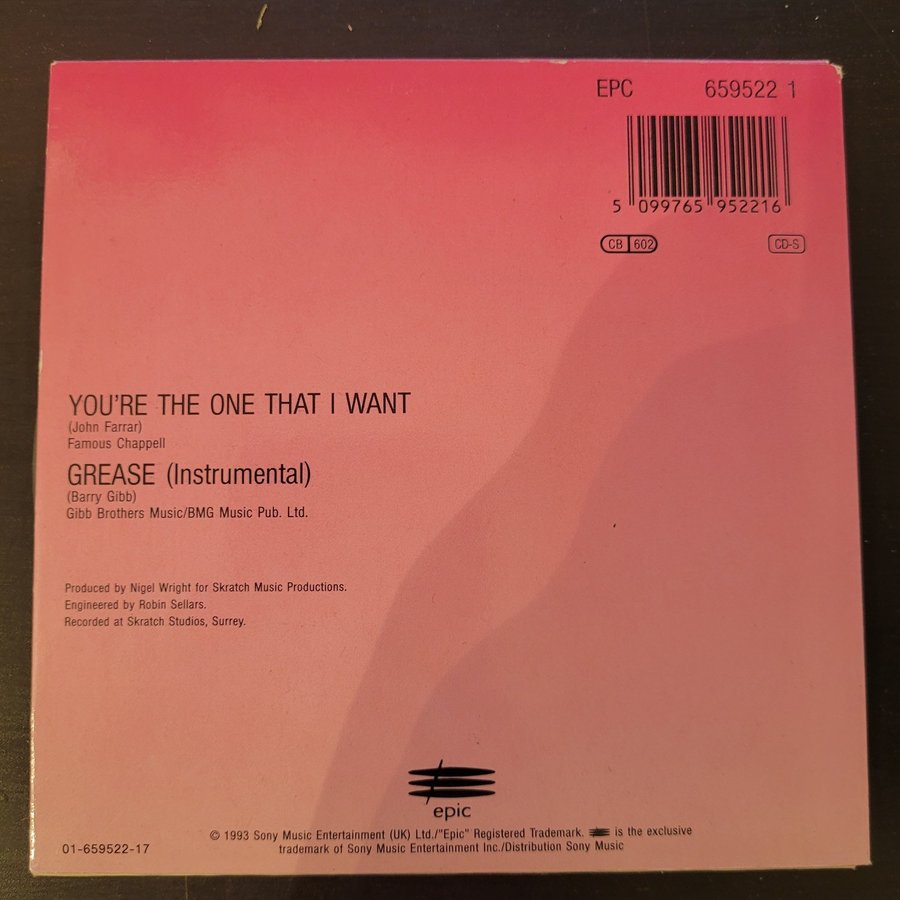 EPC 659522 1
5 099765 952216
CB 602 CD-S
YOU'RE THE ONE THAT I WANT
(John Farrar)
Famous Chappell
GREASE (Instrumental)
(Barry Gibb)
Gibb Brothers Music/BMG Music Pub. Ltd.
Produced by Nigel Wright for Skratch Music Productions.
Engineered by Robin Sellars.
Recorded at Skratch Studios, Surrey.
epic
© 1993 Sony Music Entertainment (UK) Ltd./"Epic" Registered Trademark. is the exclusive
trademark of Sony Music Entertainment Inc./Distribution Sony Music
01-659522-17